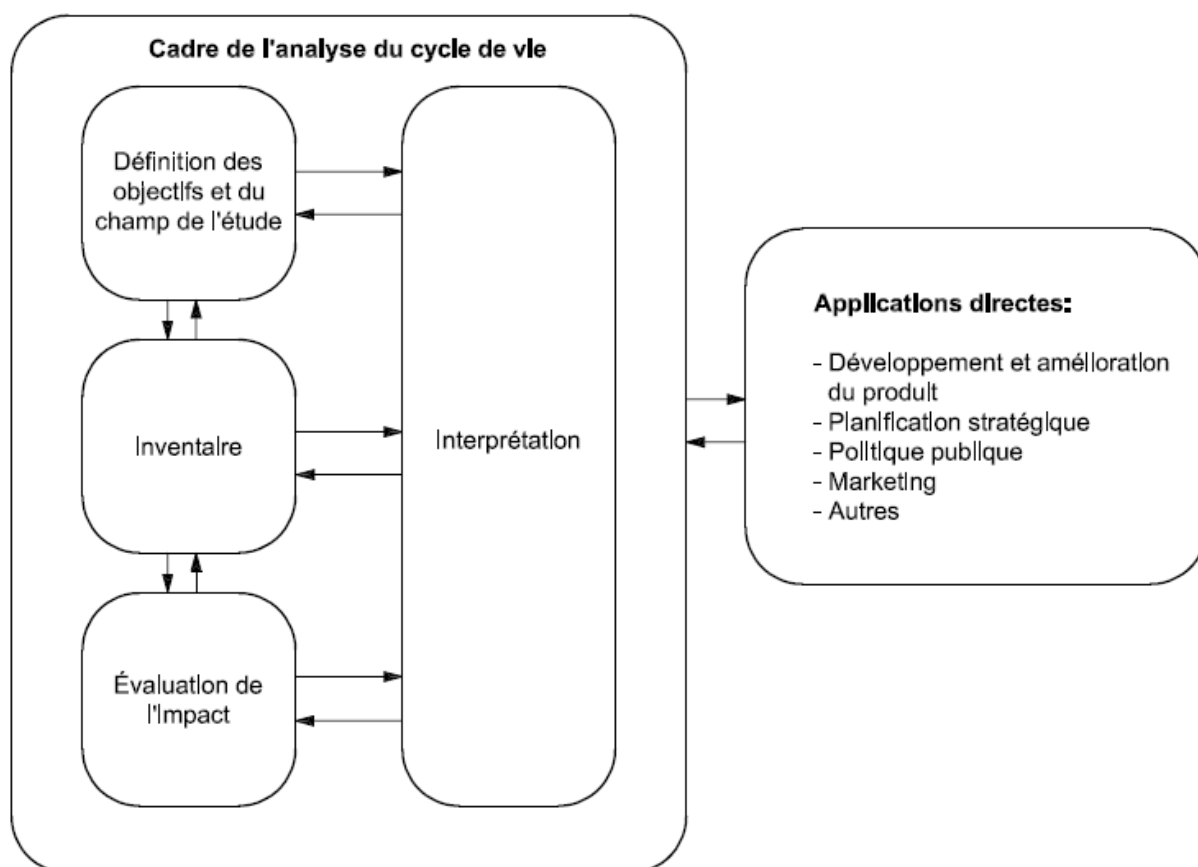 Cadre de l'analyse du cycle de vie
Définition des
objectifs et du
champ de l'étude
Inventaire
Évaluation de
l'impact
Interprétation
Applications directes:
- Développement et amélioration
du produit
- Planification stratégique
- Politique publique
- Marketing
- Autres